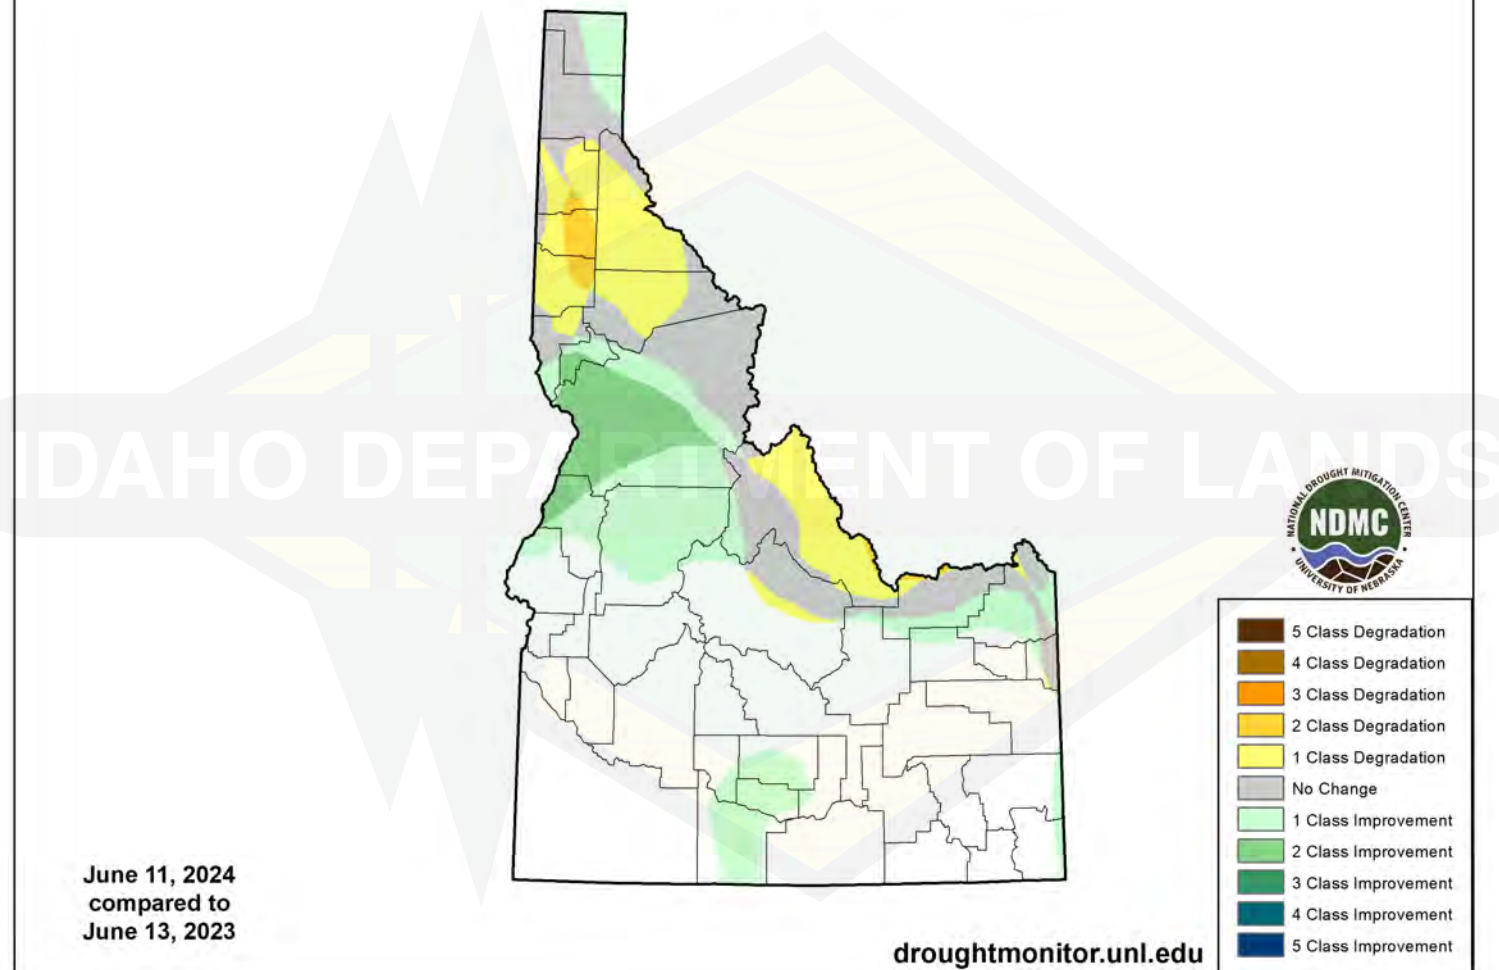 IDAHO DEPARTMENT OF LANDS
NATIONAL DROUGHT MITIGATION CENTER
NDMC
UNIVERSITY OF NEBRASKA
5 Class Degradation
4 Class Degradation
3 Class Degradation
2 Class Degradation
1 Class Degradation
No Change
1 Class Improvement
2 Class Improvement
3 Class Improvement
4 Class Improvement
5 Class Improvement
June 11, 2024
compared to
June 13, 2023
droughtmonitor.unl.edu